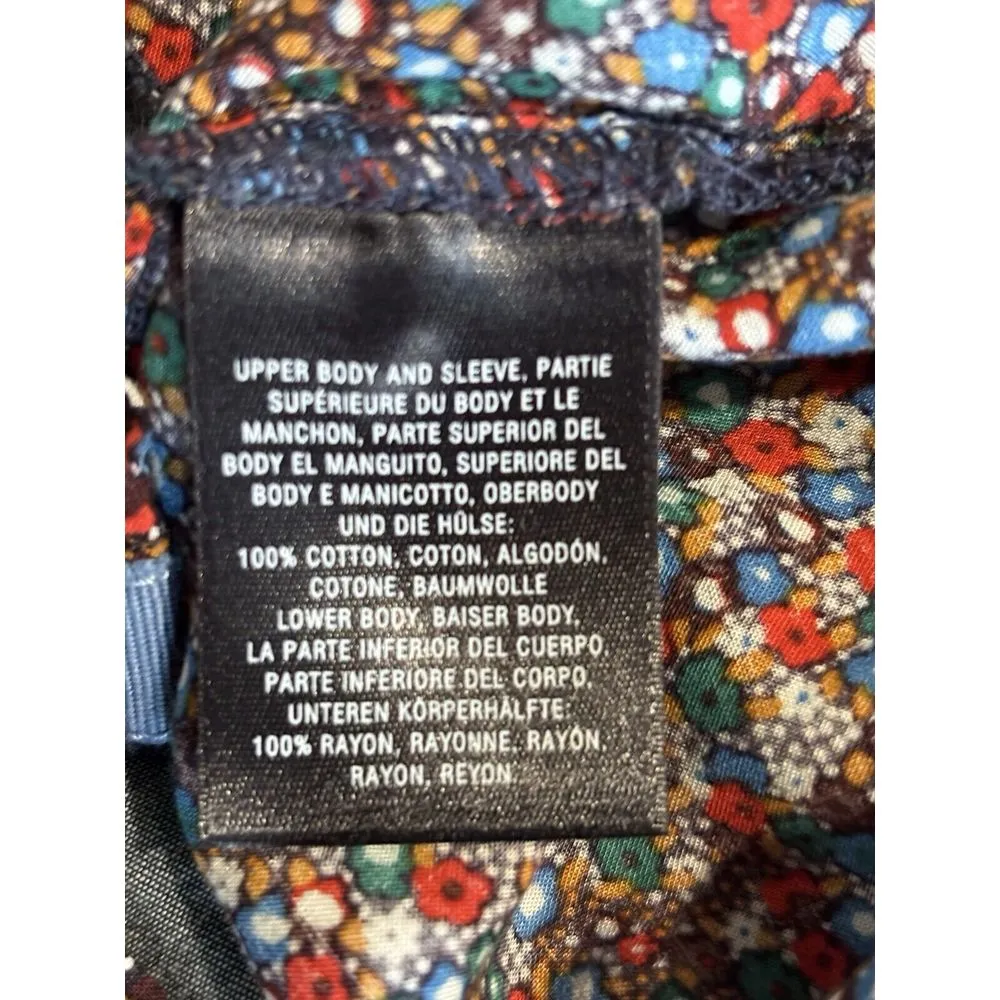 UPPER BODY AND SLEEVE, PARTIE
SUPÉRIEURE DU BODY ET LE
MANCHON, PARTE SUPERIOR DEL
BODY EL MANGUITO, SUPERIORE DEL
BODY E MANICOTTO, OBERBODY
UND DIE HÜLSE:
100% COTTON, COTON, ALGODÓN,
COTONE, BAUMWOLLE
LOWER BODY, BAISER BODY,
LA PARTE INFERIOR DEL CUERPO,
PARTE INFERIORE DEL CORPO,
UNTEREN KÖRPERHÄLFTE:
100% RAYON, RAYONNE, RAYÓN,
RAYON, REYON